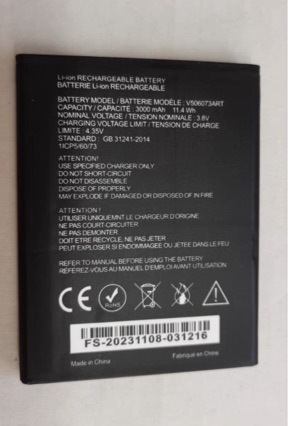 Li-ion RECHARGEABLE BATTERY
BATTERIE Li-ion RECHARGEABLE
BATTERY MODEL / BATTERIE MODÈLE : V506073ART
CAPACITY / CAPACITÉ : 3000 mAh 11.4 Wh
NOMINAL VOLTAGE / TENSION NOMINALE : 3.8V
CHARGING VOLTAGE LIMIT / TENSION DE CHARGE
LIMITE : 4.35V
STANDARD : GB 31241-2014
1ICP5/60/73
ATTENTION!
USE SPECIFIED CHARGER ONLY
DO NOT SHORT-CIRCUIT
DO NOT DISASSEMBLE
DISPOSE OF PROPERLY
MAY EXPLODE IF DAMAGED OR DISPOSED OF IN FIRE
ATTENTION !
UTILISER UNIQUEMNT LE CHARGEUR D'ORIGINE
NE PAS COURT-CIRCUITER
NE PAS DEMONTER
DOIT ETRE RECYCLE, NE PAS JETER
PEUT EXPLOSER SI ENDOMMAGÉE OU JETEE DANS LE FEU
REFER TO MANUAL BEFORE USING THE BATTERY
RÉFEREZ-VOUS AU MANUEL D'EMPLOI AVANT UTILISATION
CE
FS-20231108-031216
Made in China Fabriqué en Chine